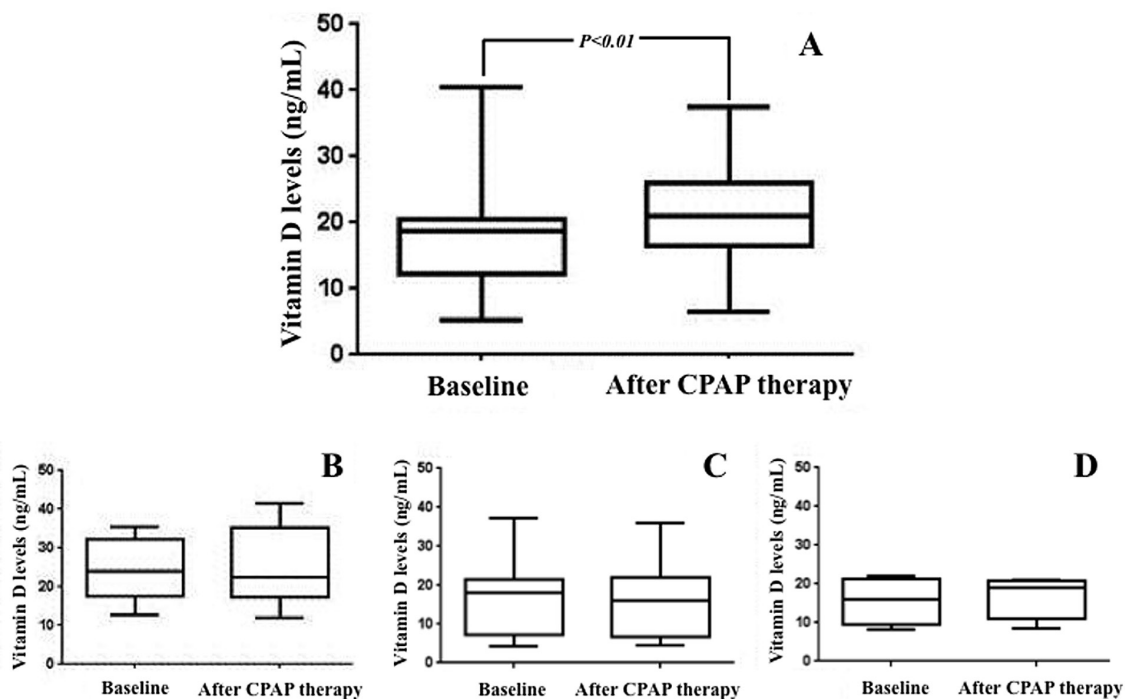 A
P<0.01
Vitamin D levels (ng/mL)
50
40
30
20
10
0
Baseline
After CPAP therapy
B
Vitamin D levels (ng/mL)
50
40
30
20
10
0
Baseline
After CPAP therapy
C
Vitamin D levels (ng/mL)
50
40
30
20
10
0
Baseline
After CPAP therapy
D
Vitamin D levels (ng/mL)
50
40
30
20
10
0
Baseline
After CPAP therapy